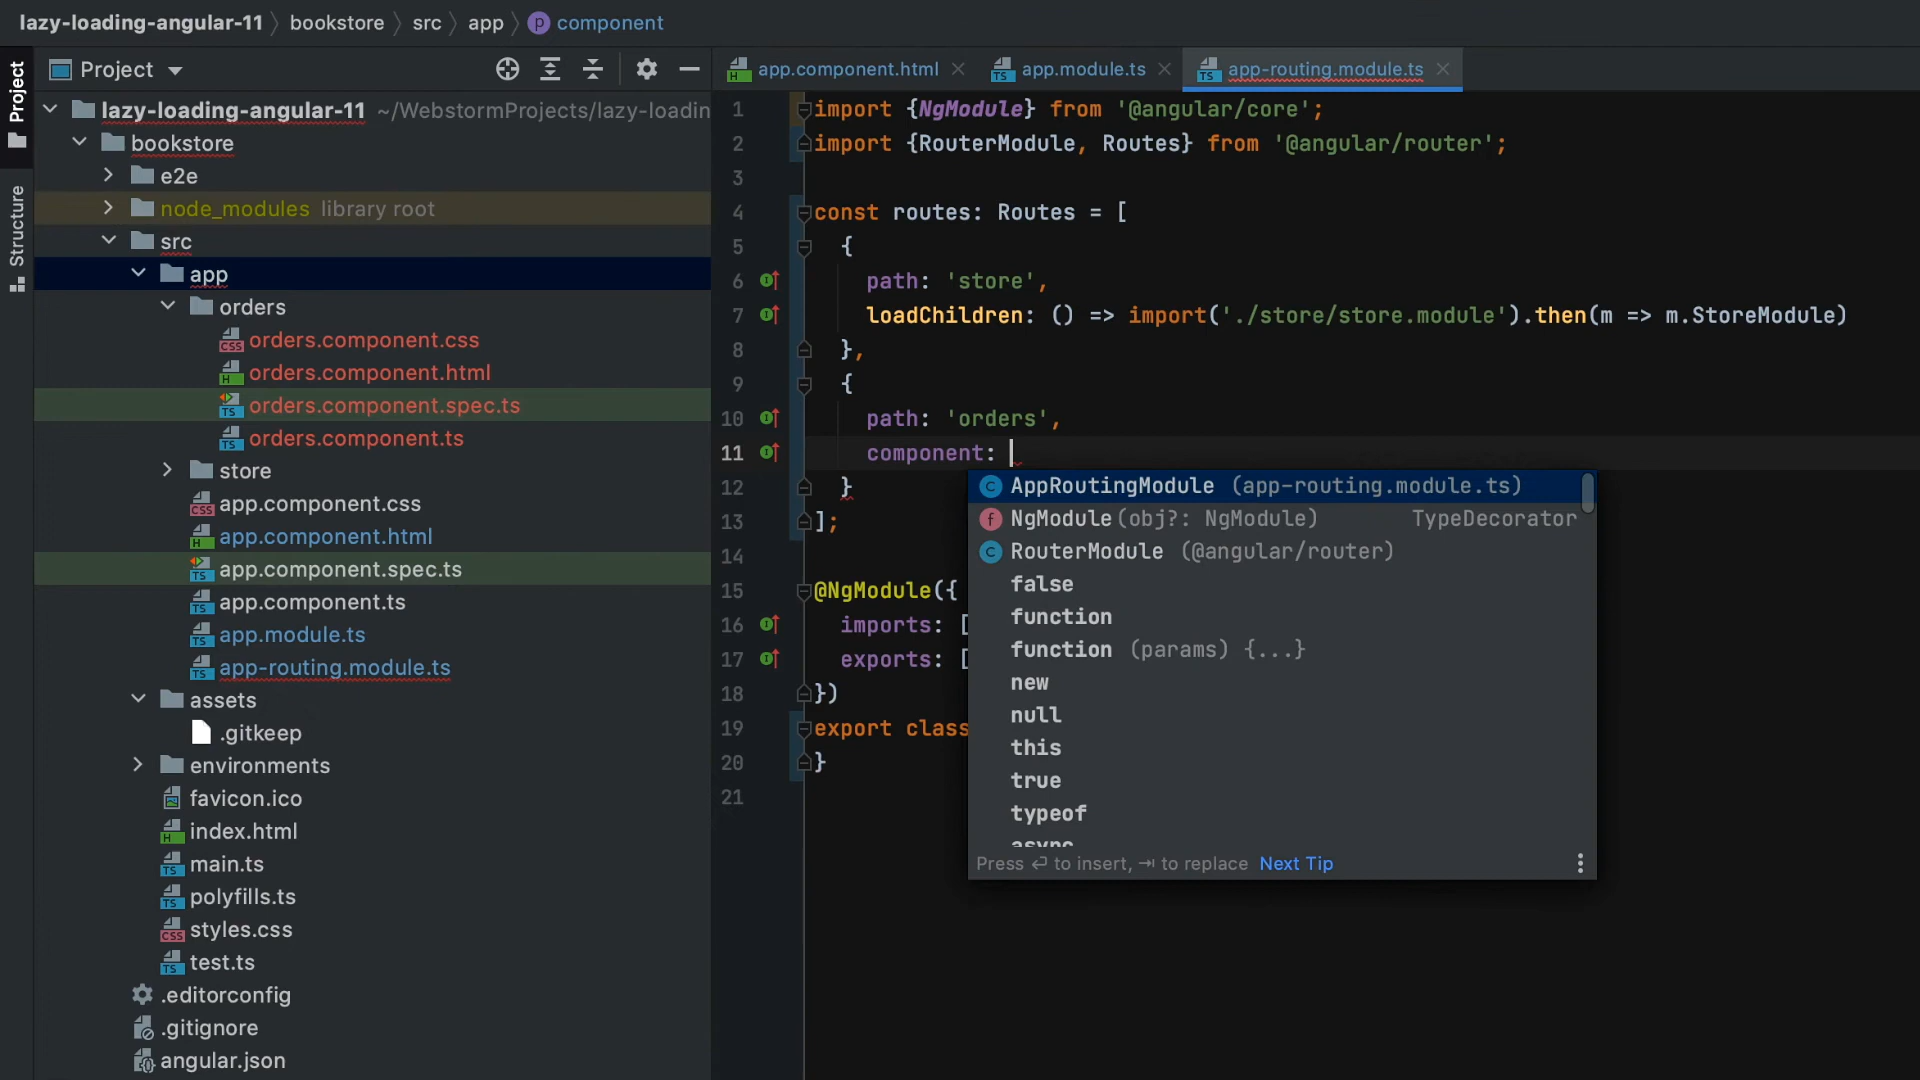 lazy-loading-angular-11 bookstore src app p component
Project
Structure
Project
lazy-loading-angular-11 ~/WebstormProjects/lazy-loadin
bookstore
e2e
node_modules library root
src
app
orders
orders.component.css
orders.component.html
orders.component.spec.ts
orders.component.ts
store
app.component.css
app.component.html
app.component.spec.ts
app.component.ts
app.module.ts
app-routing.module.ts
assets
.gitkeep
environments
favicon.ico
index.html
main.ts
polyfills.ts
styles.css
test.ts
.editorconfig
.gitignore
angular.json
app.component.html app.module.ts app-routing.module.ts
1 import {NgModule} from '@angular/core';
2 import {RouterModule, Routes} from '@angular/router';
3
4 const routes: Routes = [
5 {
6 path: 'store',
7 loadChildren: () => import('./store/store.module').then(m => m.StoreModule)
8 },
9 {
10 path: 'orders',
11 component:
12 }
13 ];
14
15 @NgModule({
16 imports: [
17 exports: [
18 })
19 export class
20 }
21
AppRoutingModule (app-routing.module.ts)
NgModule(obj?: NgModule) TypeDecorator
RouterModule (@angular/router)
false
function
function (params) {...}
new
null
this
true
typeof
async
Press ⏎ to insert, ⇥ to replace Next Tip